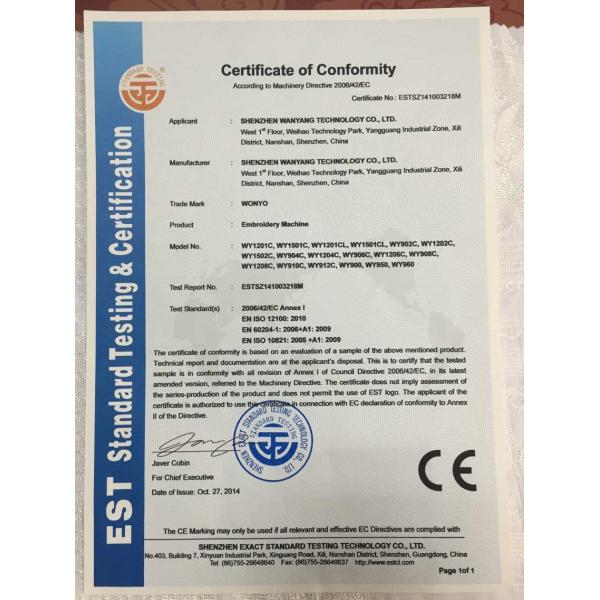 STANDARD TESTING
®
EST Standard Testing & Certification
Certificate of Conformity
According to Machinery Directive 2006/42/EC
Certificate No.: ESTSZ141003218M
Applicant : SHENZHEN WANYANG TECHNOLOGY CO., LTD.
West 1st Floor, Weihao Technology Park, Yangguang Industrial Zone, Xili
District, Nanshan, Shenzhen, China
Manufacturer : SHENZHEN WANYANG TECHNOLOGY CO., LTD.
West 1st Floor, Weihao Technology Park, Yangguang Industrial Zone, Xili
District, Nanshan, Shenzhen, China
Trade Mark : WONYO
Product : Embroidery Machine
Model No. : WY1201C, WY1501C, WY1201CL, WY1501CL, WY902C, WY1202C,
WY1502C, WY904C, WY1204C, WY906C, WY1206C, WY908C,
WY1208C, WY910C, WY912C, WY900, WY950, WY960
Test Report No. : ESTSZ141003218M
Test Standard(s) : 2006/42/EC Annex I
EN ISO 12100: 2010
EN 60204-1: 2006+A1: 2009
EN ISO 10821: 2005 +A1: 2009
The certificate of conformity is based on an evaluation of a sample of the above mentioned product.
Technical report and documentation are at the applicant's disposal. This is to certify that the tested
sample is in conformity with all revision of Annex I of Council Directive 2006/42/EC, in its latest
amended version, referred to the Machinery Directive. The certificate does not imply assessment of
the series-production of the product and does not permit the use of EST logo. The applicant of the
certificate is authorized to use this certificate in connection with EC declaration of conformity to Annex
II of the Directive.
SHENZHEN EXACT STANDARD TESTING TECHNOLOGY CO., LTD.
STANDARD TESTING
Javer Cobin
For Chief Executive
Date of Issue: Oct. 27, 2014
CE
The CE Marking may only be used if all relevant and effective EC Directives are complied with
SHENZHEN EXACT STANDARD TESTING TECHNOLOGY CO., LTD.
No.403, Building 7, Xinyuan Industrial Park, Xinguang Road, Xili, Nanshan District, Shenzhen, Guangdong, China
Tel: (86)755-26648640 Fax: (86)755-26648637 http://www.estcl.com
Page 1of 1